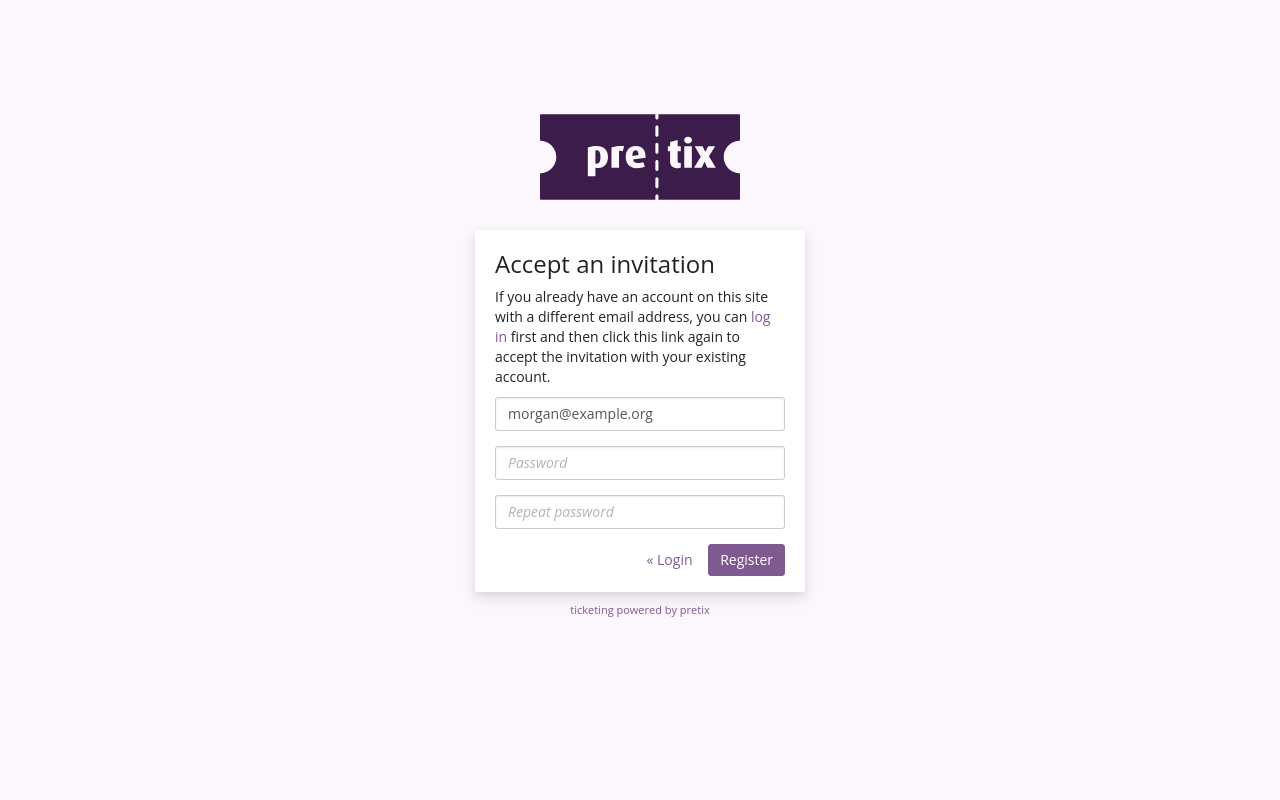 pretix
Accept an invitation
If you already have an account on this site
with a different email address, you can log
in first and then click this link again to
accept the invitation with your existing
account.
morgan@example.org
Password
Repeat password
« Login Register
ticketing powered by pretix